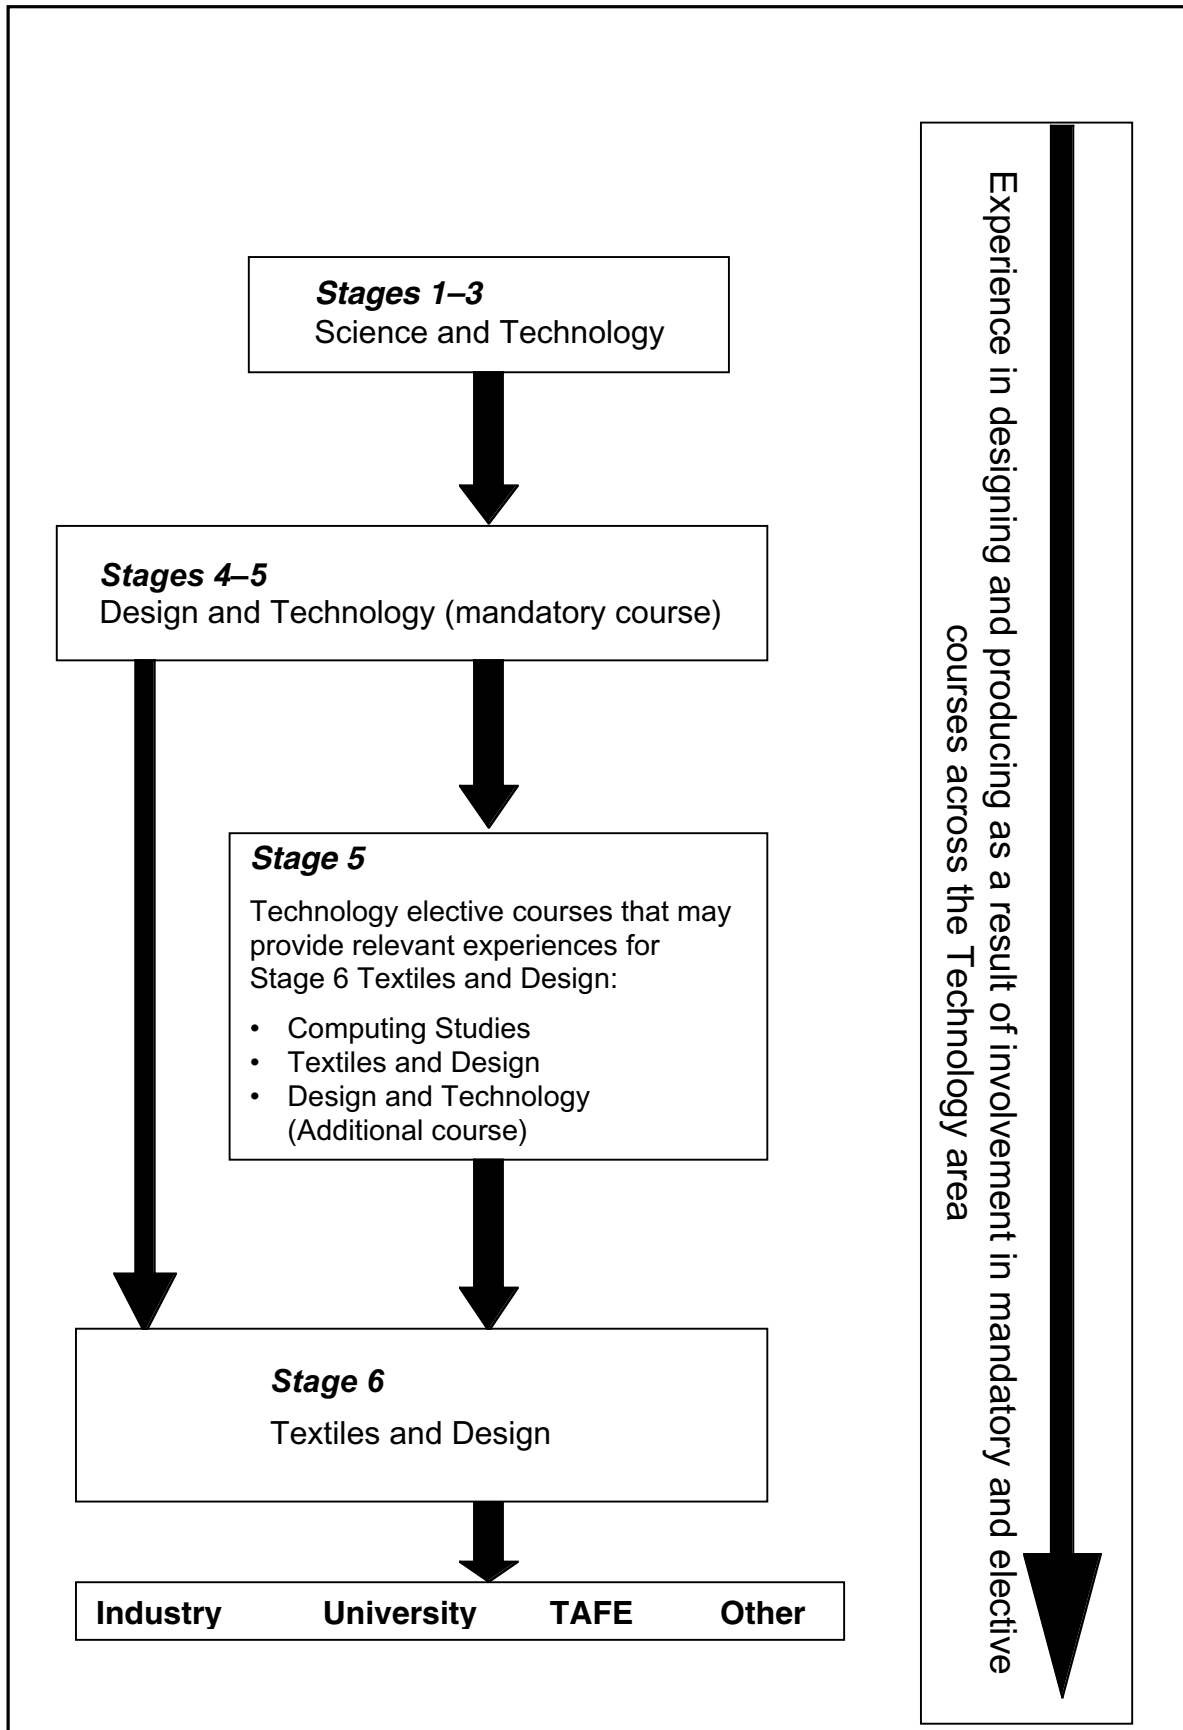 Stages 1–3
Science and Technology
Stages 4–5
Design and Technology (mandatory course)
Stage 5
Technology elective courses that may
provide relevant experiences for
Stage 6 Textiles and Design:
• Computing Studies
• Textiles and Design
• Design and Technology
(Additional course)
Stage 6
Textiles and Design
Industry University TAFE Other
Experience in designing and producing as a result of involvement in mandatory and elective
courses across the Technology area